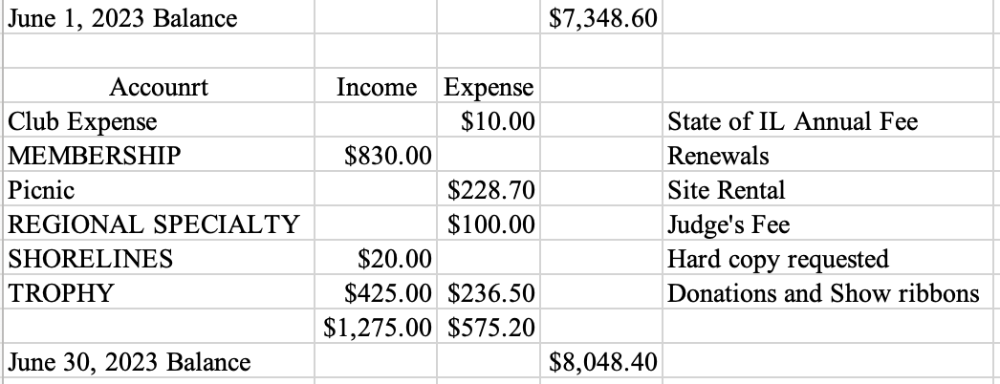 June 1, 2023 Balance $7,348.60
Accounrt Income Expense
Club Expense $10.00 State of IL Annual Fee
MEMBERSHIP $830.00 Renewals
Picnic $228.70 Site Rental
REGIONAL SPECIALTY $100.00 Judge's Fee
SHORELINES $20.00 Hard copy requested
TROPHY $425.00 $236.50 Donations and Show ribbons
$1,275.00 $575.20
June 30, 2023 Balance $8,048.40